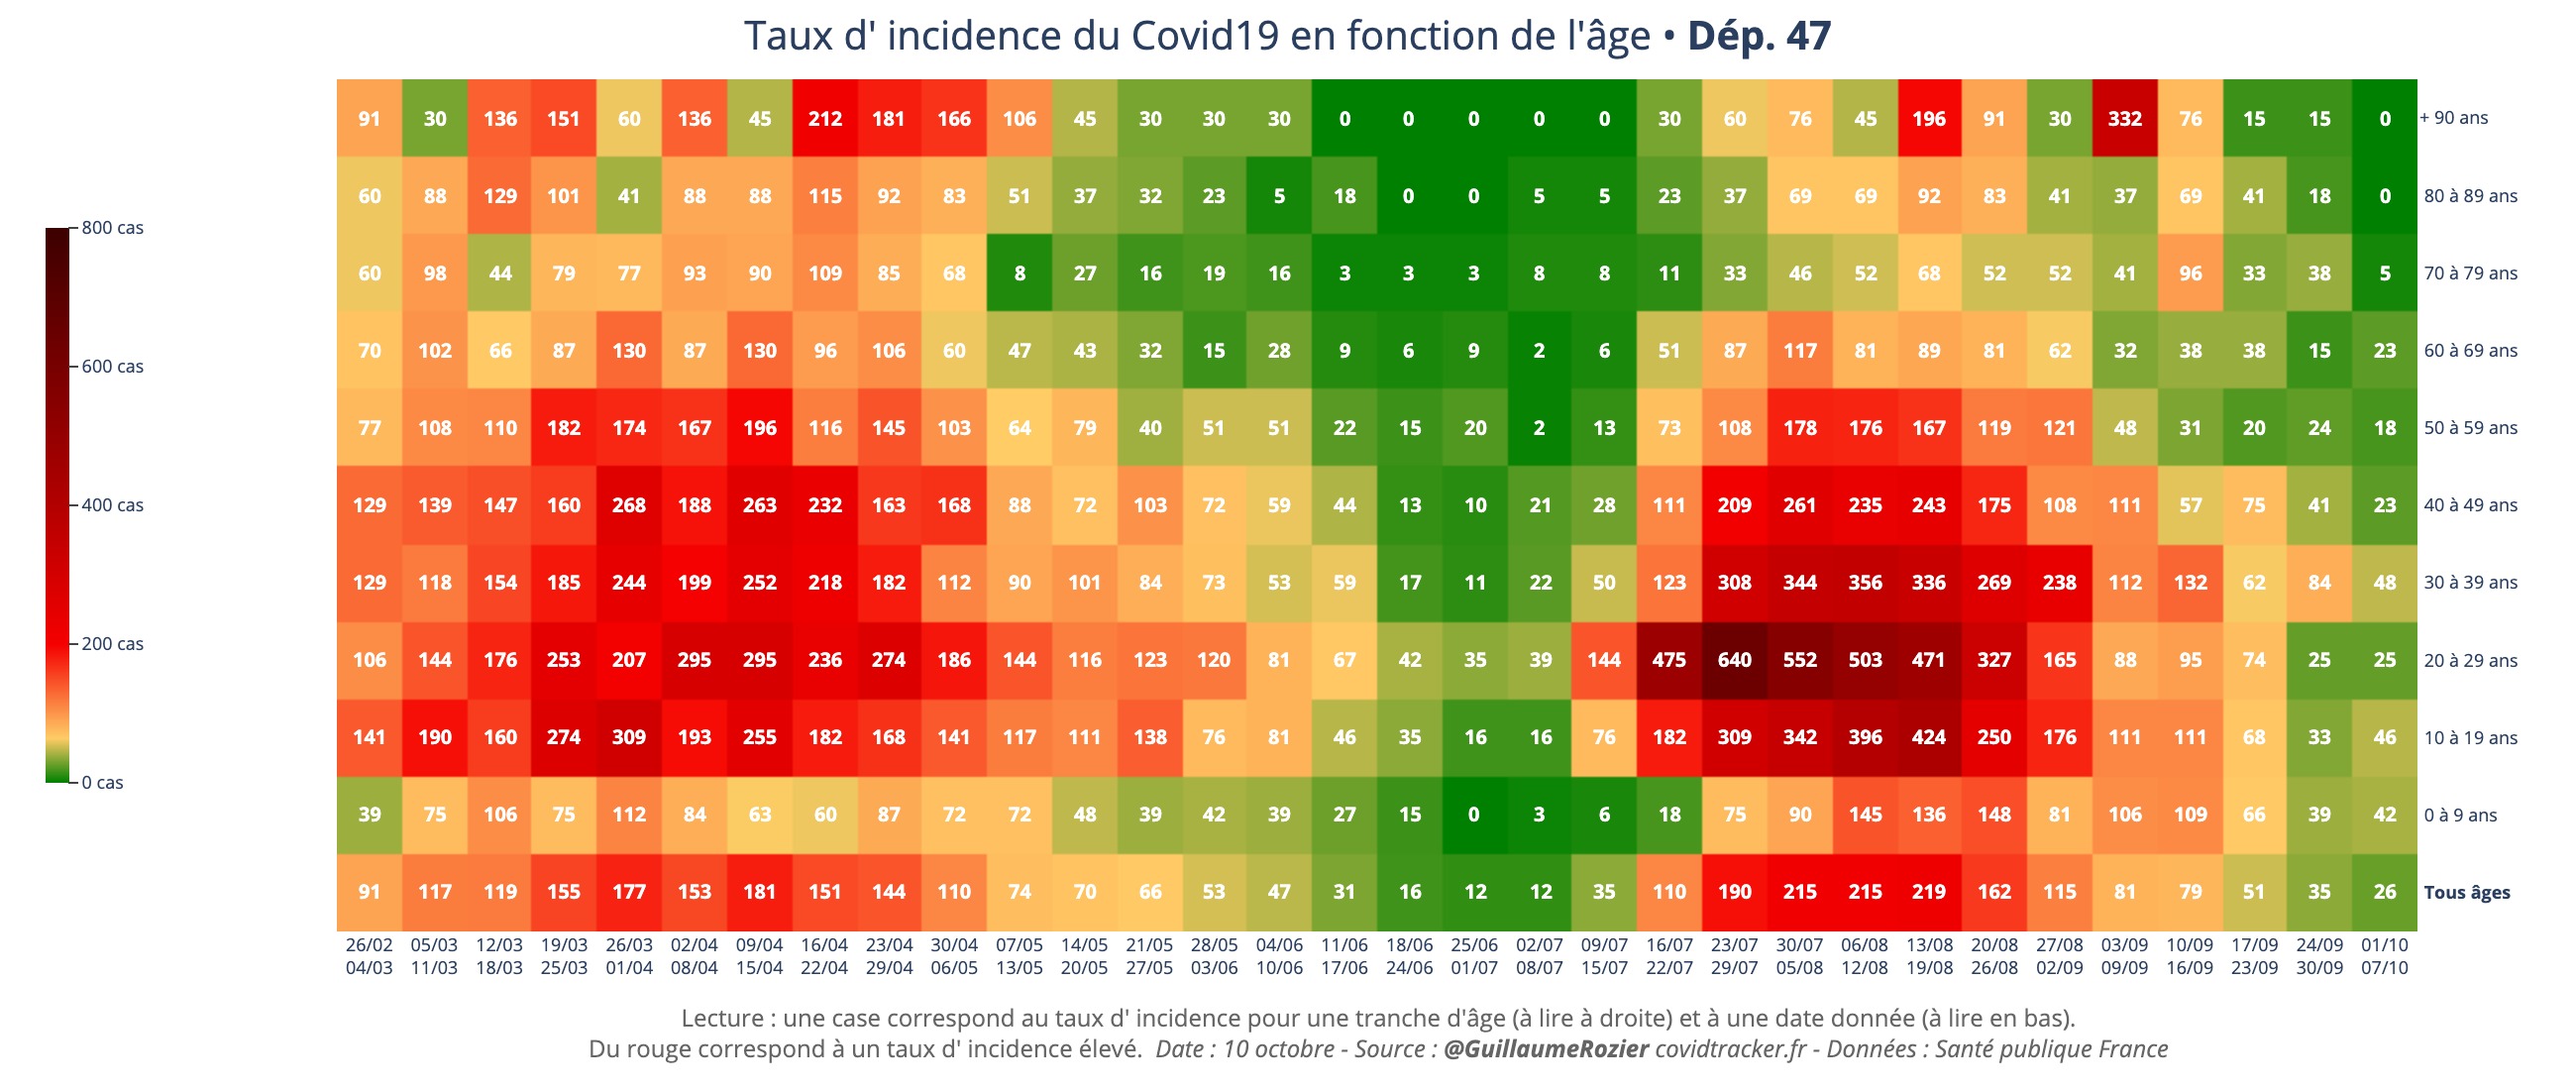 Taux d' incidence du Covid19 en fonction de l'âge • Dép. 47
91 30 136 151 60 136 45 212 181 166 106 45 30 30 30 0 0 0 0 0 30 60 76 45 196 91 30 332 76 15 15 0 + 90 ans
60 88 129 101 41 88 88 115 92 83 51 37 32 23 5 18 0 0 5 5 23 37 69 69 92 83 41 37 69 41 18 0 80 à 89 ans
800 cas
60 98 44 79 77 93 90 109 85 68 8 27 16 19 16 3 3 3 8 8 11 33 46 52 68 52 52 41 96 33 38 5 70 à 79 ans
70 102 66 87 130 87 130 96 106 60 47 43 32 15 28 9 6 9 2 6 51 87 117 81 89 81 62 32 38 38 15 23 60 à 69 ans
600 cas
77 108 110 182 174 167 196 116 145 103 64 79 40 51 51 22 15 20 2 13 73 108 178 176 167 119 121 48 31 20 24 18 50 à 59 ans
400 cas
129 139 147 160 268 188 263 232 163 168 88 72 103 72 59 44 13 10 21 28 111 209 261 235 243 175 108 111 57 75 41 23 40 à 49 ans
129 118 154 185 244 199 252 218 182 112 90 101 84 73 53 59 17 11 22 50 123 308 344 356 336 269 238 112 132 62 84 48 30 à 39 ans
200 cas
106 144 176 253 207 295 295 236 274 186 144 116 123 120 81 67 42 35 39 144 475 640 552 503 471 327 165 88 95 74 25 25 20 à 29 ans
141 190 160 274 309 193 255 182 168 141 117 111 138 76 81 46 35 16 16 76 182 309 342 396 424 250 176 111 111 68 33 46 10 à 19 ans
0 cas
39 75 106 75 112 84 63 60 87 72 72 48 39 42 39 27 15 0 3 6 18 75 90 145 136 148 81 106 109 66 39 42 0 à 9 ans
91 117 119 155 177 153 181 151 144 110 74 70 66 53 47 31 16 12 12 35 110 190 215 215 219 162 115 81 79 51 35 26 Tous âges
26/02 05/03 12/03 19/03 26/03 02/04 09/04 16/04 23/04 30/04 07/05 14/05 21/05 28/05 04/06 11/06 18/06 25/06 02/07 09/07 16/07 23/07 30/07 06/08 13/08 20/08 27/08 03/09 10/09 17/09 24/09 01/10
04/03 11/03 18/03 25/03 01/04 08/04 15/04 22/04 29/04 06/05 13/05 20/05 27/05 03/06 10/06 17/06 24/06 01/07 08/07 15/07 22/07 29/07 05/08 12/08 19/08 26/08 02/09 09/09 16/09 23/09 30/09 07/10
Lecture : une case correspond au taux d' incidence pour une tranche d'âge (à lire à droite) et à une date donnée (à lire en bas).
Du rouge correspond à un taux d' incidence élevé. Date : 10 octobre - Source : @GuillaumeRozier covidtracker.fr - Données : Santé publique France